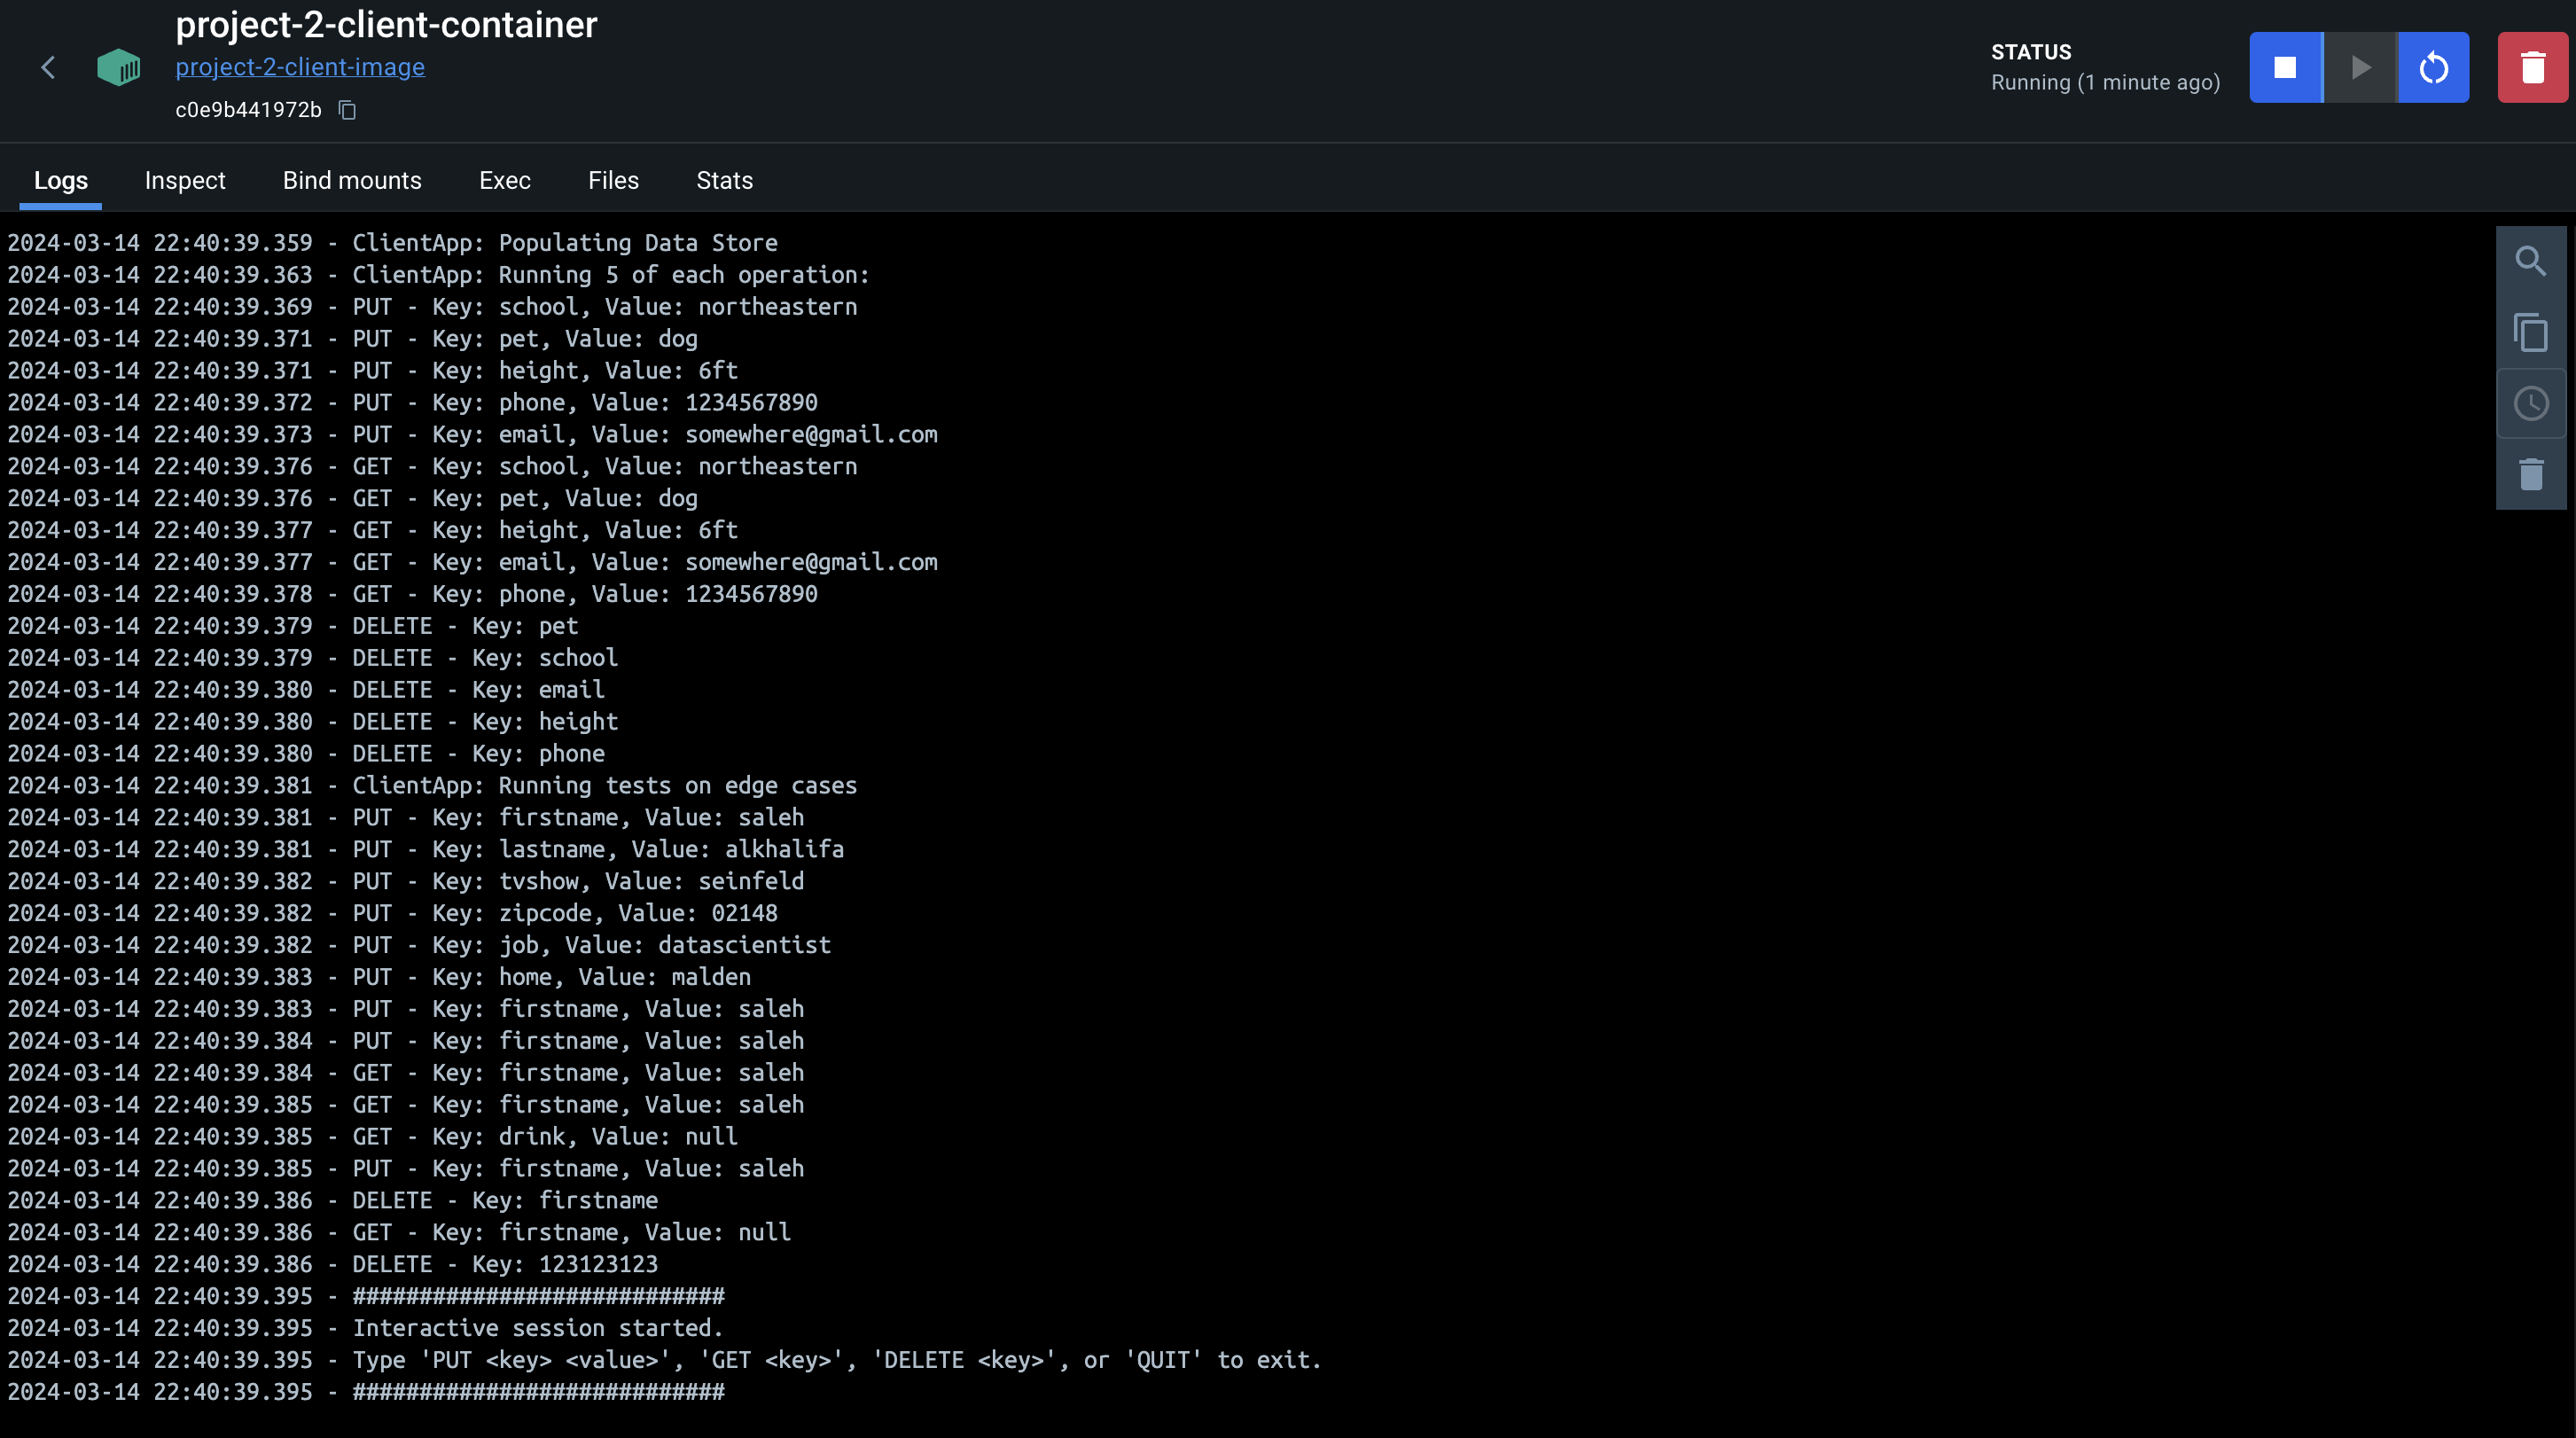 project-2-client-container
project-2-client-image
c0e9b441972b
STATUS
Running (1 minute ago)
Logs Inspect Bind mounts Exec Files Stats
2024-03-14 22:40:39.359 - ClientApp: Populating Data Store
2024-03-14 22:40:39.363 - ClientApp: Running 5 of each operation:
2024-03-14 22:40:39.369 - PUT - Key: school, Value: northeastern
2024-03-14 22:40:39.371 - PUT - Key: pet, Value: dog
2024-03-14 22:40:39.371 - PUT - Key: height, Value: 6ft
2024-03-14 22:40:39.372 - PUT - Key: phone, Value: 1234567890
2024-03-14 22:40:39.373 - PUT - Key: email, Value: somewhere@gmail.com
2024-03-14 22:40:39.376 - GET - Key: school, Value: northeastern
2024-03-14 22:40:39.376 - GET - Key: pet, Value: dog
2024-03-14 22:40:39.377 - GET - Key: height, Value: 6ft
2024-03-14 22:40:39.377 - GET - Key: email, Value: somewhere@gmail.com
2024-03-14 22:40:39.378 - GET - Key: phone, Value: 1234567890
2024-03-14 22:40:39.379 - DELETE - Key: pet
2024-03-14 22:40:39.379 - DELETE - Key: school
2024-03-14 22:40:39.380 - DELETE - Key: email
2024-03-14 22:40:39.380 - DELETE - Key: height
2024-03-14 22:40:39.380 - DELETE - Key: phone
2024-03-14 22:40:39.381 - ClientApp: Running tests on edge cases
2024-03-14 22:40:39.381 - PUT - Key: firstname, Value: saleh
2024-03-14 22:40:39.381 - PUT - Key: lastname, Value: alkhalifa
2024-03-14 22:40:39.382 - PUT - Key: tvshow, Value: seinfeld
2024-03-14 22:40:39.382 - PUT - Key: zipcode, Value: 02148
2024-03-14 22:40:39.382 - PUT - Key: job, Value: datascientist
2024-03-14 22:40:39.383 - PUT - Key: home, Value: malden
2024-03-14 22:40:39.383 - PUT - Key: firstname, Value: saleh
2024-03-14 22:40:39.384 - PUT - Key: firstname, Value: saleh
2024-03-14 22:40:39.384 - GET - Key: firstname, Value: saleh
2024-03-14 22:40:39.385 - GET - Key: firstname, Value: saleh
2024-03-14 22:40:39.385 - GET - Key: drink, Value: null
2024-03-14 22:40:39.385 - PUT - Key: firstname, Value: saleh
2024-03-14 22:40:39.386 - DELETE - Key: firstname
2024-03-14 22:40:39.386 - GET - Key: firstname, Value: null
2024-03-14 22:40:39.386 - DELETE - Key: 123123123
2024-03-14 22:40:39.395 - ############################
2024-03-14 22:40:39.395 - Interactive session started.
2024-03-14 22:40:39.395 - Type 'PUT <key> <value>', 'GET <key>', 'DELETE <key>', or 'QUIT' to exit.
2024-03-14 22:40:39.395 - ############################